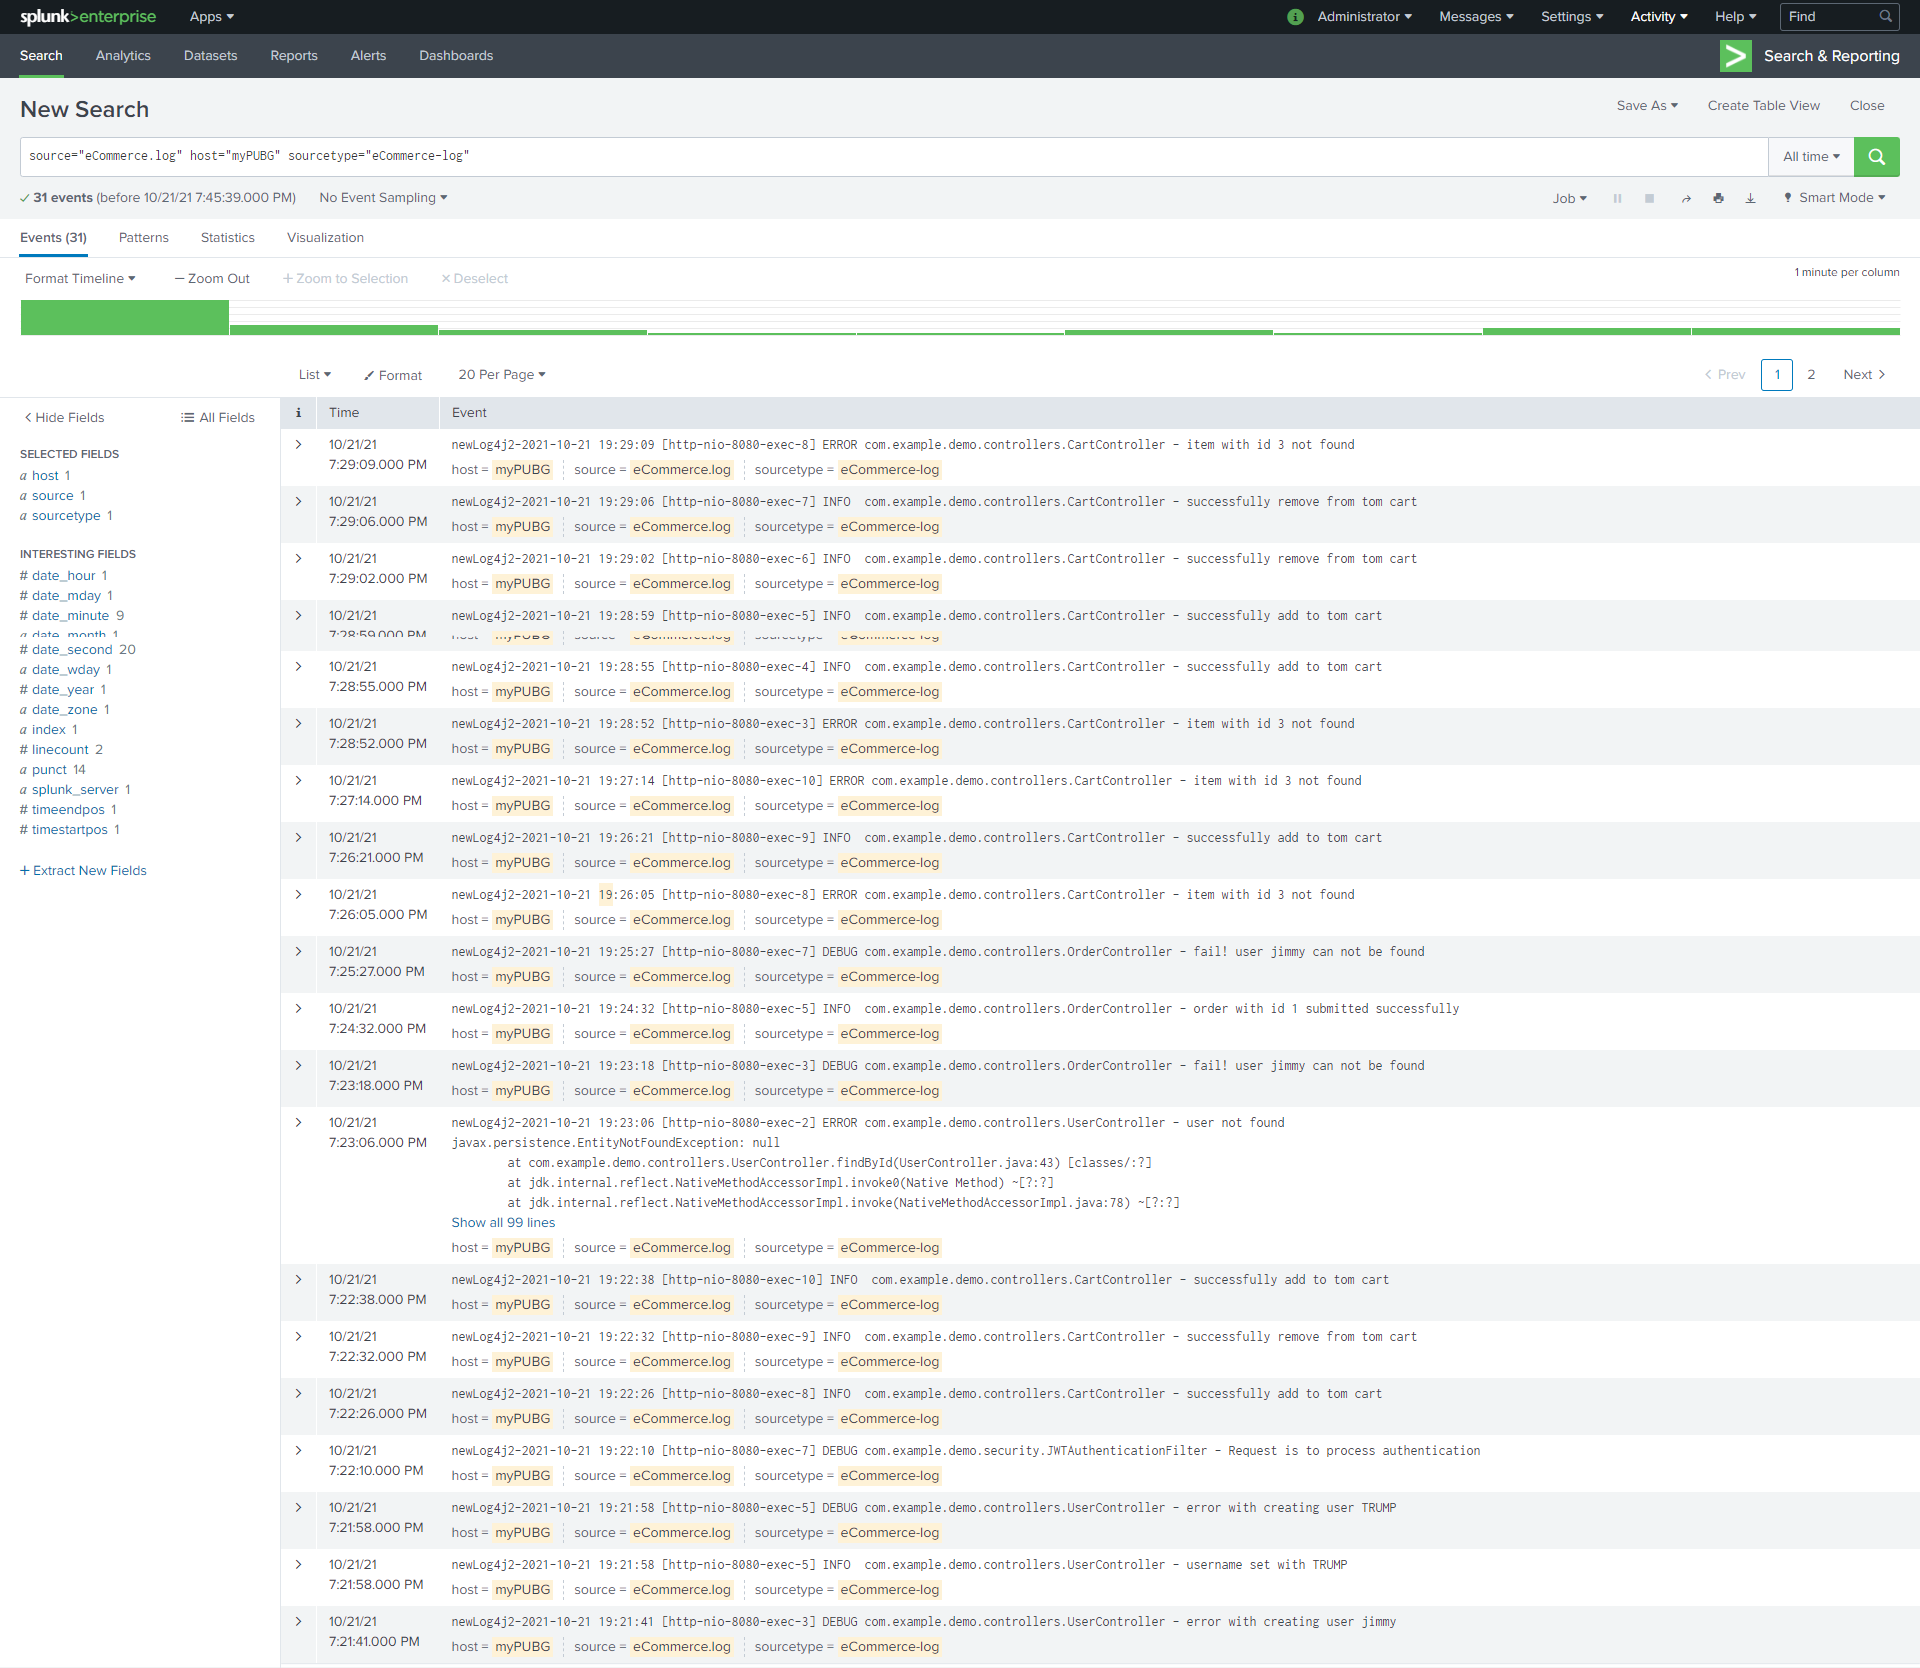 splunk>enterprise Apps Administrator Messages Settings Activity Help Find
Search Analytics Datasets Reports Alerts Dashboards Search & Reporting
New Search Save As Create Table View Close
source="eCommerce.log" host="myPUBG" sourcetype="eCommerce-log" All time
31 events (before 10/21/21 7:45:39.000 PM) No Event Sampling Job Smart Mode
Events (31) Patterns Statistics Visualization
Format Timeline — Zoom Out + Zoom to Selection × Deselect 1 minute per column
List Format 20 Per Page < Prev 1 2 Next >
< Hide Fields All Fields
SELECTED FIELDS
a host 1
a source 1
a sourcetype 1
INTERESTING FIELDS
# date_hour 1
# date_mday 1
# date_minute 9
a date_month 1
# date_second 20
a date_wday 1
# date_year 1
a date_zone 1
a index 1
# linecount 2
a punct 14
a splunk_server 1
# timeendpos 1
# timestartpos 1
+ Extract New Fields
i Time Event
10/21/21 newLog4j2-2021-10-21 19:29:09 [http-nio-8080-exec-8] ERROR com.example.demo.controllers.CartController - item with id 3 not found
7:29:09.000 PM host = myPUBG source = eCommerce.log sourcetype = eCommerce-log
10/21/21 newLog4j2-2021-10-21 19:29:06 [http-nio-8080-exec-7] INFO com.example.demo.controllers.CartController - successfully remove from tom cart
7:29:06.000 PM host = myPUBG source = eCommerce.log sourcetype = eCommerce-log
10/21/21 newLog4j2-2021-10-21 19:29:02 [http-nio-8080-exec-6] INFO com.example.demo.controllers.CartController - successfully remove from tom cart
7:29:02.000 PM host = myPUBG source = eCommerce.log sourcetype = eCommerce-log
10/21/21 newLog4j2-2021-10-21 19:28:59 [http-nio-8080-exec-5] INFO com.example.demo.controllers.CartController - successfully add to tom cart
7:28:59.000 PM host = myPUBG source = eCommerce.log sourcetype = eCommerce-log
10/21/21 newLog4j2-2021-10-21 19:28:55 [http-nio-8080-exec-4] INFO com.example.demo.controllers.CartController - successfully add to tom cart
7:28:55.000 PM host = myPUBG source = eCommerce.log sourcetype = eCommerce-log
10/21/21 newLog4j2-2021-10-21 19:28:52 [http-nio-8080-exec-3] ERROR com.example.demo.controllers.CartController - item with id 3 not found
7:28:52.000 PM host = myPUBG source = eCommerce.log sourcetype = eCommerce-log
10/21/21 newLog4j2-2021-10-21 19:27:14 [http-nio-8080-exec-10] ERROR com.example.demo.controllers.CartController - item with id 3 not found
7:27:14.000 PM host = myPUBG source = eCommerce.log sourcetype = eCommerce-log
10/21/21 newLog4j2-2021-10-21 19:26:21 [http-nio-8080-exec-9] INFO com.example.demo.controllers.CartController - successfully add to tom cart
7:26:21.000 PM host = myPUBG source = eCommerce.log sourcetype = eCommerce-log
10/21/21 newLog4j2-2021-10-21 19:26:05 [http-nio-8080-exec-8] ERROR com.example.demo.controllers.CartController - item with id 3 not found
7:26:05.000 PM host = myPUBG source = eCommerce.log sourcetype = eCommerce-log
10/21/21 newLog4j2-2021-10-21 19:25:27 [http-nio-8080-exec-7] DEBUG com.example.demo.controllers.OrderController - fail! user jimmy can not be found
7:25:27.000 PM host = myPUBG source = eCommerce.log sourcetype = eCommerce-log
10/21/21 newLog4j2-2021-10-21 19:24:32 [http-nio-8080-exec-5] INFO com.example.demo.controllers.OrderController - order with id 1 submitted successfully
7:24:32.000 PM host = myPUBG source = eCommerce.log sourcetype = eCommerce-log
10/21/21 newLog4j2-2021-10-21 19:23:18 [http-nio-8080-exec-3] DEBUG com.example.demo.controllers.OrderController - fail! user jimmy can not be found
7:23:18.000 PM host = myPUBG source = eCommerce.log sourcetype = eCommerce-log
10/21/21 newLog4j2-2021-10-21 19:23:06 [http-nio-8080-exec-2] ERROR com.example.demo.controllers.UserController - user not found
7:23:06.000 PM javax.persistence.EntityNotFoundException: null
at com.example.demo.controllers.UserController.findById(UserController.java:43) [classes/:?]
at jdk.internal.reflect.NativeMethodAccessorImpl.invoke0(Native Method) ~[?:?]
at jdk.internal.reflect.NativeMethodAccessorImpl.invoke(NativeMethodAccessorImpl.java:78) ~[?:?]
Show all 99 lines
host = myPUBG source = eCommerce.log sourcetype = eCommerce-log
10/21/21 newLog4j2-2021-10-21 19:22:38 [http-nio-8080-exec-10] INFO com.example.demo.controllers.CartController - successfully add to tom cart
7:22:38.000 PM host = myPUBG source = eCommerce.log sourcetype = eCommerce-log
10/21/21 newLog4j2-2021-10-21 19:22:32 [http-nio-8080-exec-9] INFO com.example.demo.controllers.CartController - successfully remove from tom cart
7:22:32.000 PM host = myPUBG source = eCommerce.log sourcetype = eCommerce-log
10/21/21 newLog4j2-2021-10-21 19:22:26 [http-nio-8080-exec-8] INFO com.example.demo.controllers.CartController - successfully add to tom cart
7:22:26.000 PM host = myPUBG source = eCommerce.log sourcetype = eCommerce-log
10/21/21 newLog4j2-2021-10-21 19:22:10 [http-nio-8080-exec-7] DEBUG com.example.demo.security.JWTAuthenticationFilter - Request is to process authentication
7:22:10.000 PM host = myPUBG source = eCommerce.log sourcetype = eCommerce-log
10/21/21 newLog4j2-2021-10-21 19:21:58 [http-nio-8080-exec-5] DEBUG com.example.demo.controllers.UserController - error with creating user TRUMP
7:21:58.000 PM host = myPUBG source = eCommerce.log sourcetype = eCommerce-log
10/21/21 newLog4j2-2021-10-21 19:21:58 [http-nio-8080-exec-5] INFO com.example.demo.controllers.UserController - username set with TRUMP
7:21:58.000 PM host = myPUBG source = eCommerce.log sourcetype = eCommerce-log
10/21/21 newLog4j2-2021-10-21 19:21:41 [http-nio-8080-exec-3] DEBUG com.example.demo.controllers.UserController - error with creating user jimmy
7:21:41.000 PM host = myPUBG source = eCommerce.log sourcetype = eCommerce-log